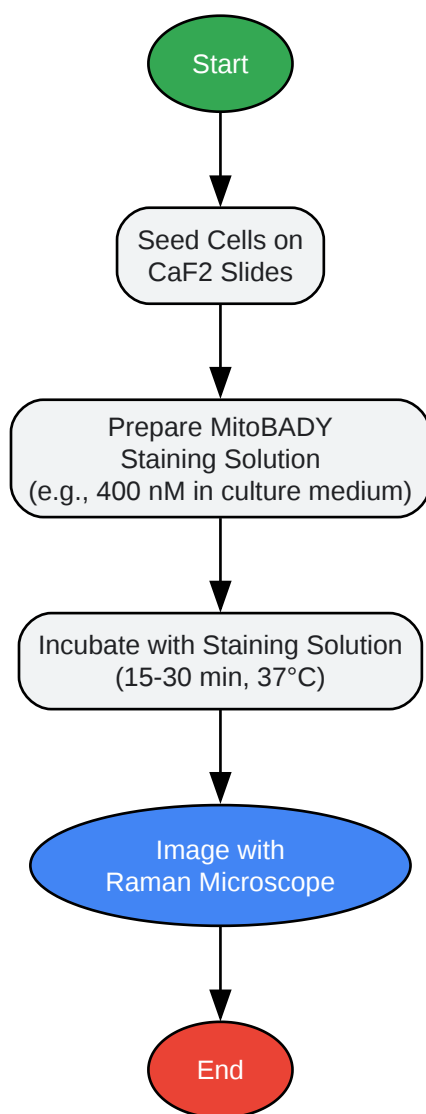 Start
Seed Cells on
CaF2 Slides
Prepare MitoBADY
Staining Solution
(e.g., 400 nM in culture medium)
Incubate with Staining Solution
(15-30 min, 37°C)
Image with
Raman Microscope
End